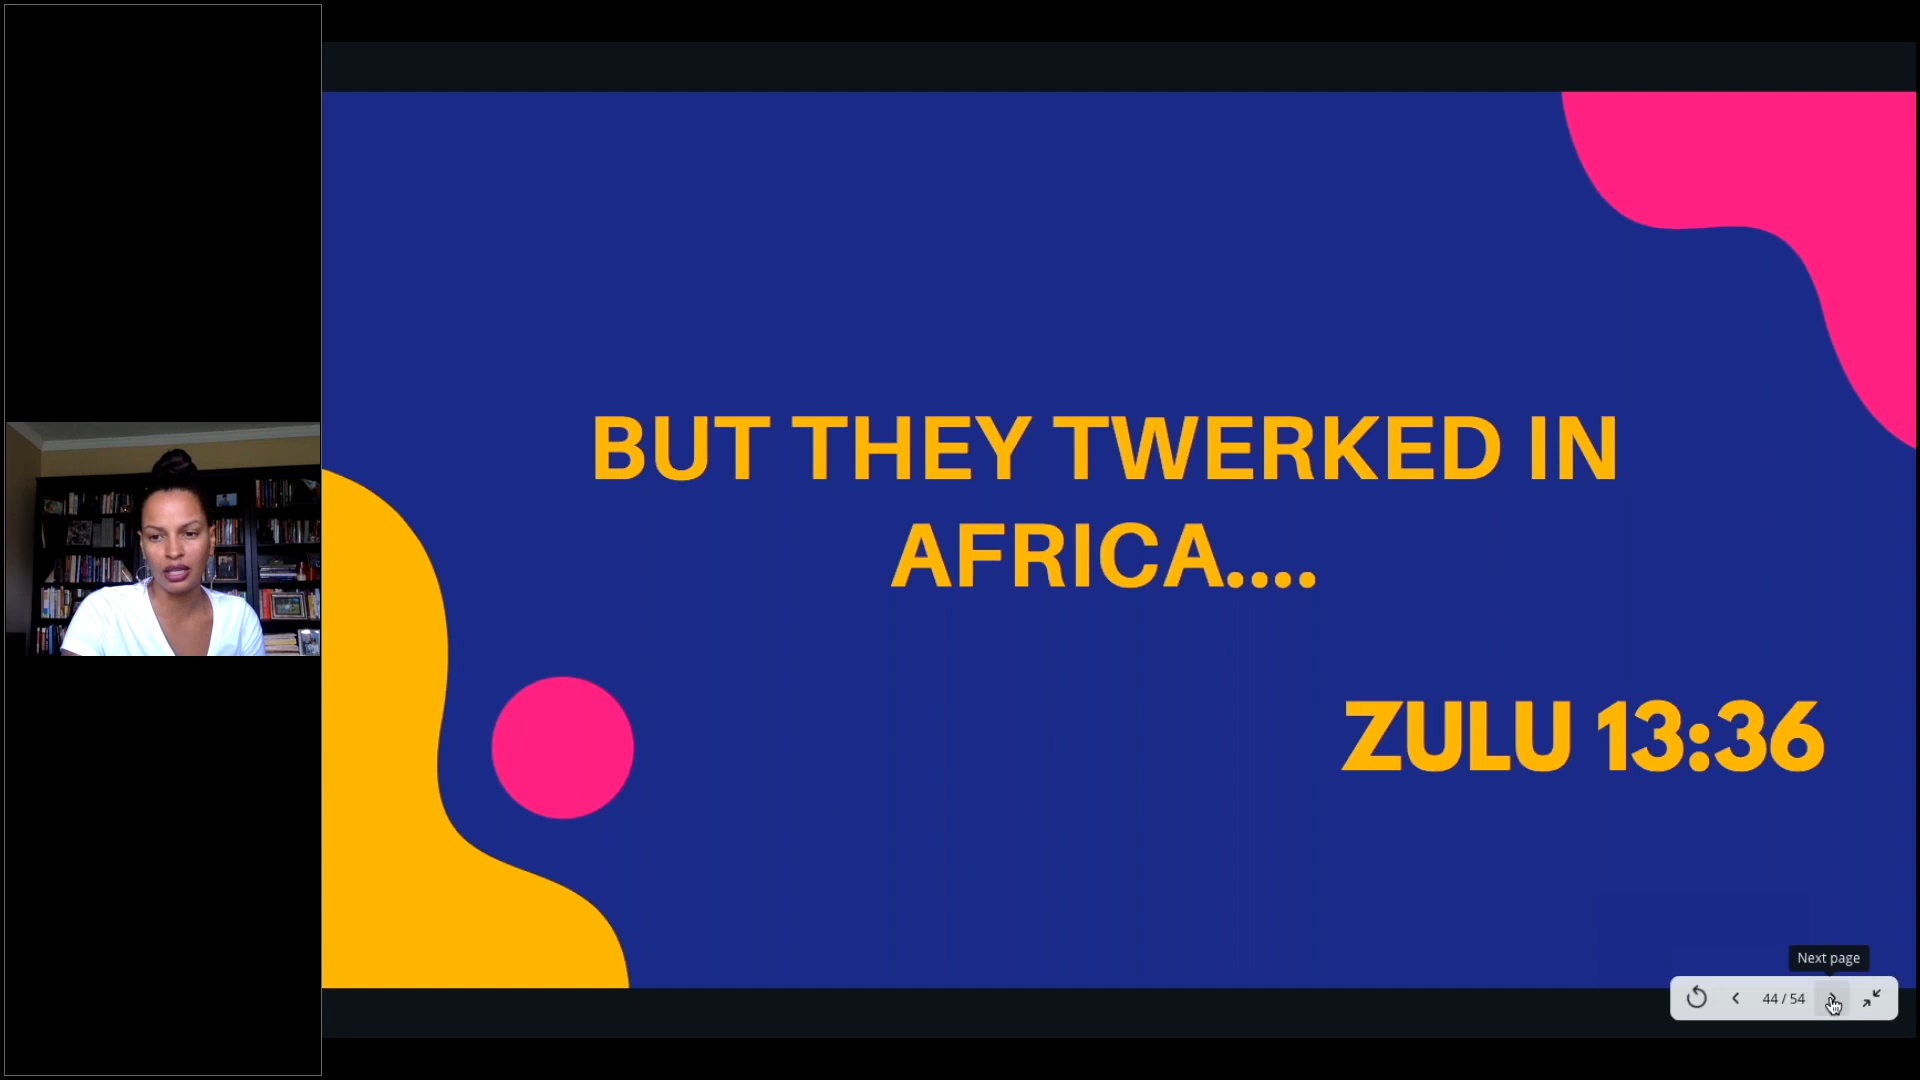 BUT THEY TWERKED IN
AFRICA....
ZULU 13:36
Next page
44 / 54